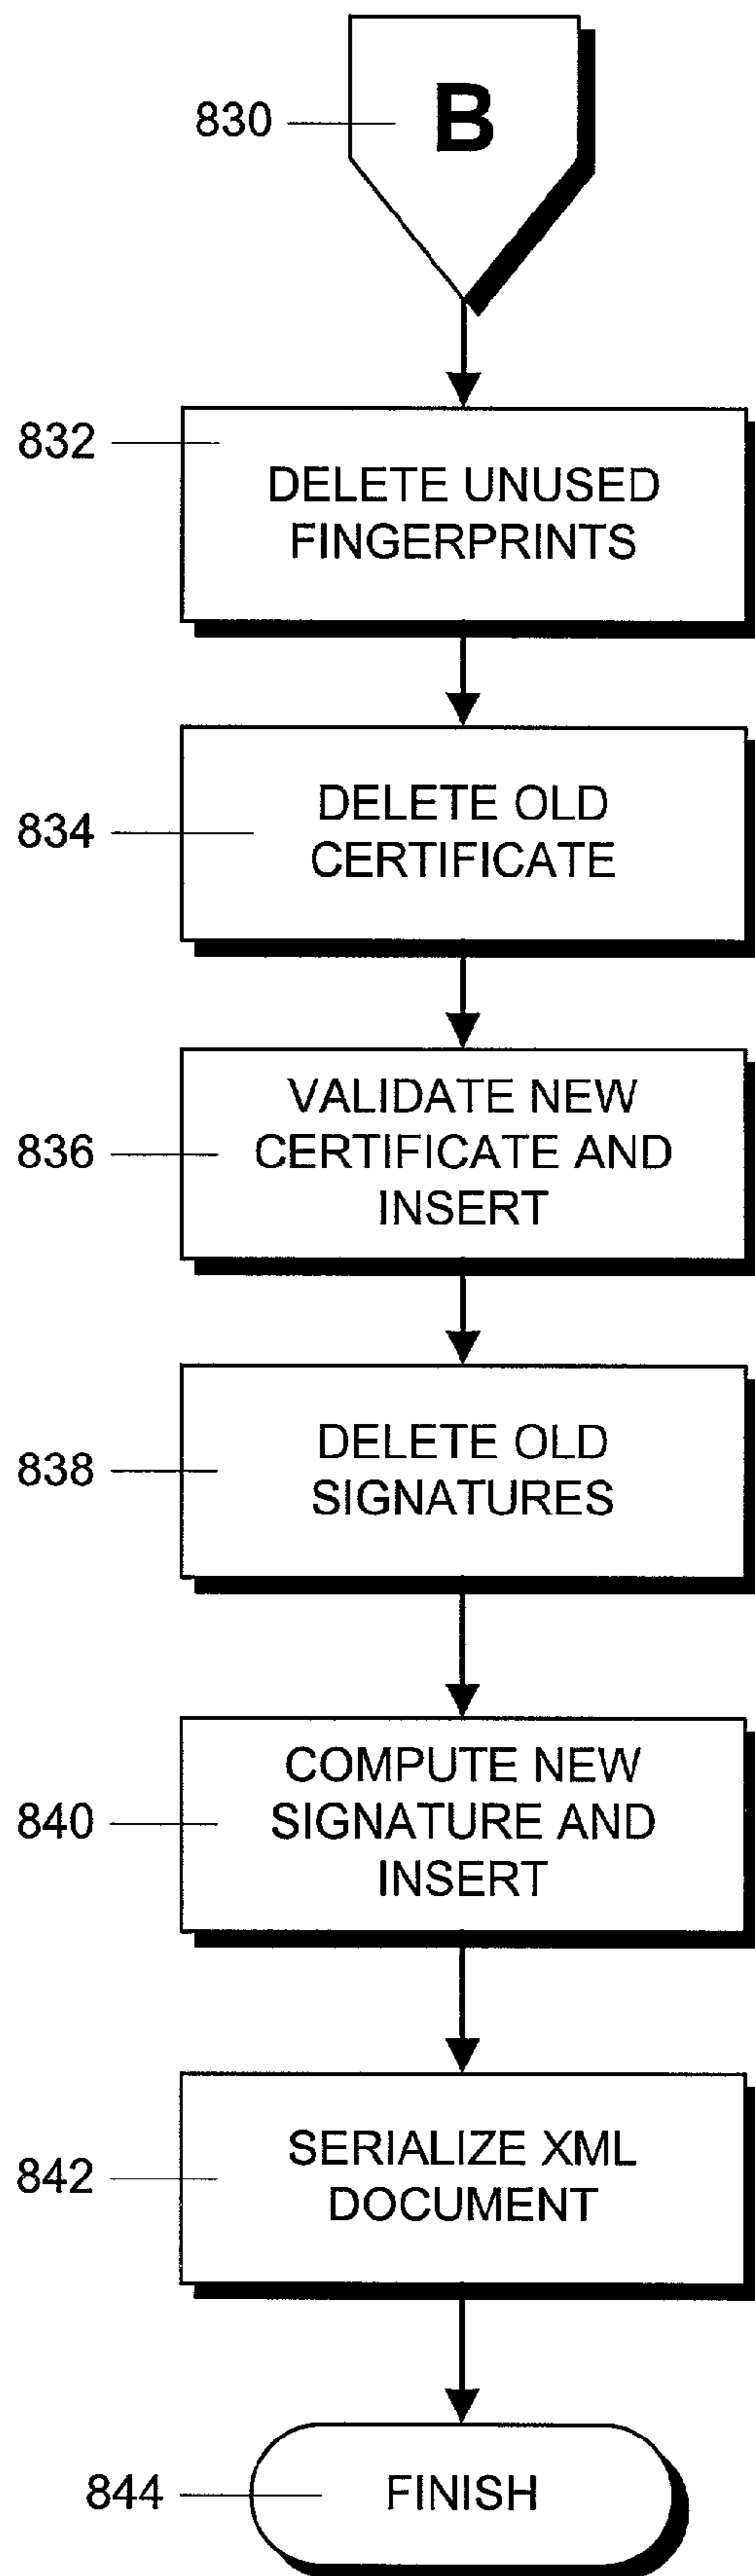 830
B
832
DELETE UNUSED
FINGERPRINTS
834
DELETE OLD
CERTIFICATE
836
VALIDATE NEW
CERTIFICATE AND
INSERT
838
DELETE OLD
SIGNATURES
840
COMPUTE NEW
SIGNATURE AND
INSERT
842
SERIALIZE XML
DOCUMENT
844
FINISH